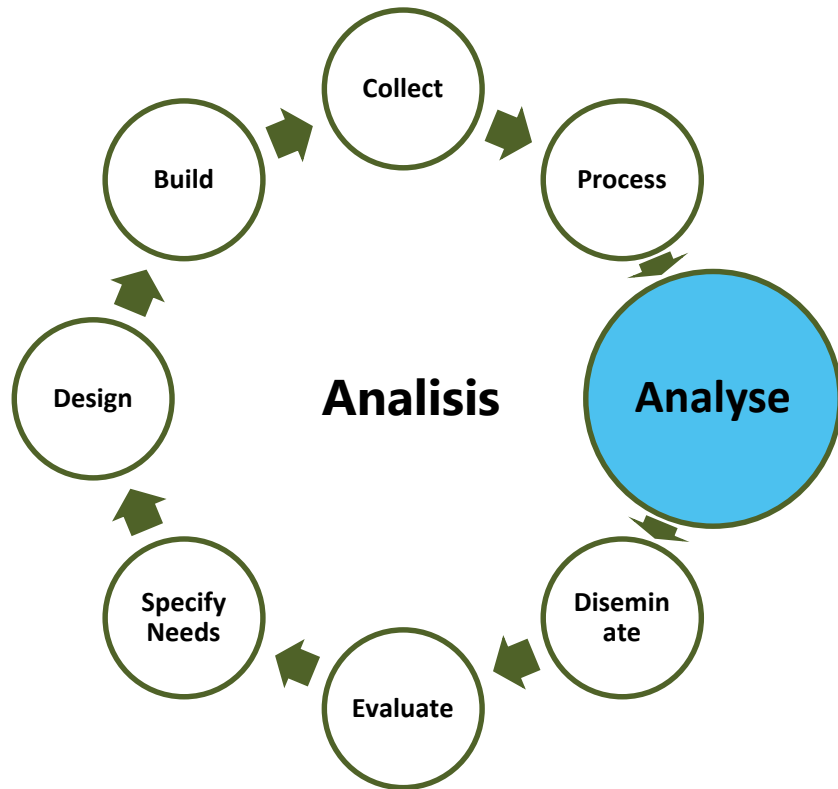 Collect
Build
Process
Design
Analisis
Analyse
Specify
Needs
Disemin
ate
Evaluate